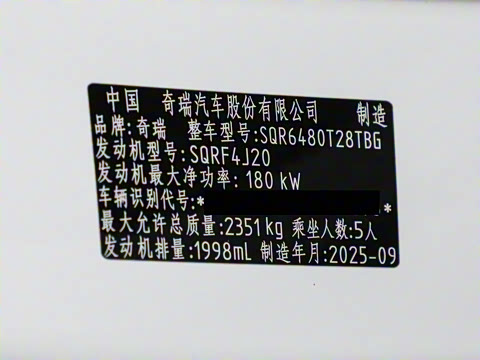 中国 奇瑞汽车股份有限公司 制造
品牌:奇瑞 整车型号:SQR6480T28TBG
发动机型号:SQRF4J20
发动机最大净功率:180 kW
车辆识别代号:* *
最大允许总质量:2351kg 乘坐人数:5人
发动机排量:1998mL 制造年月:2025-09